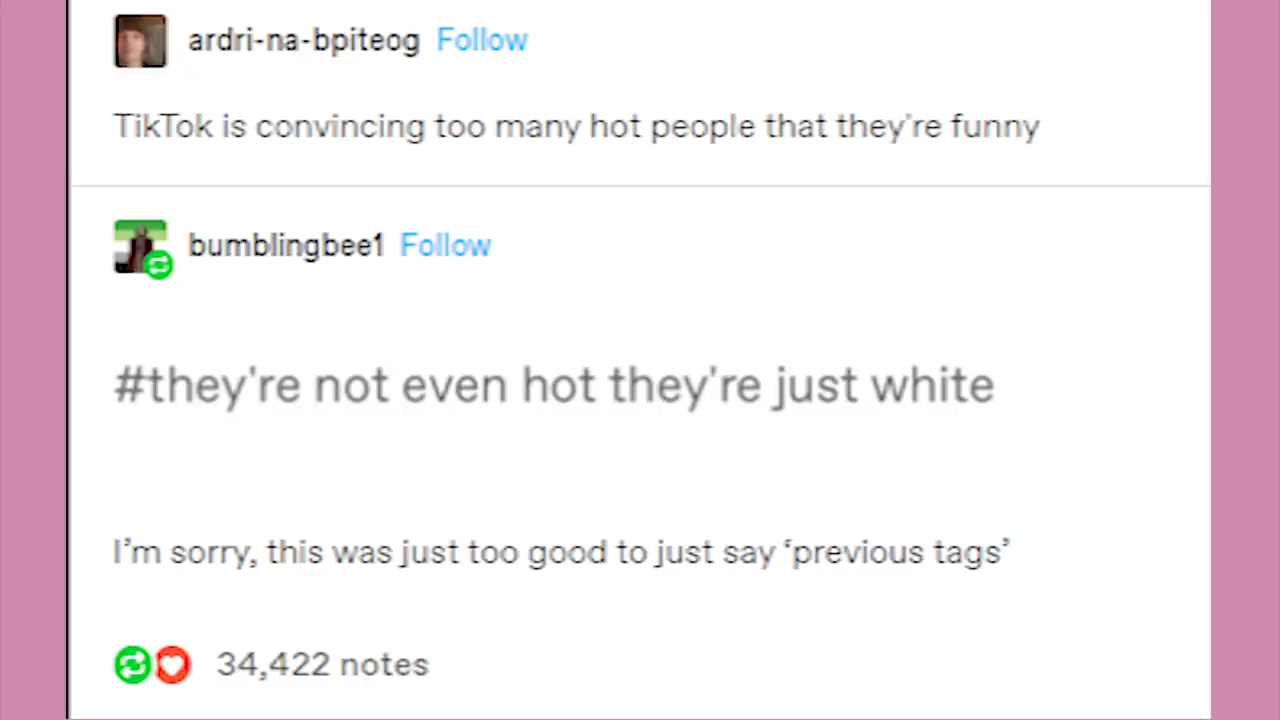 ardri-na-bpiteog Follow
TikTok is convincing too many hot people that they're funny
bumblingbee1 Follow
#they're not even hot they're just white
I’m sorry, this was just too good to just say ‘previous tags’
34,422 notes